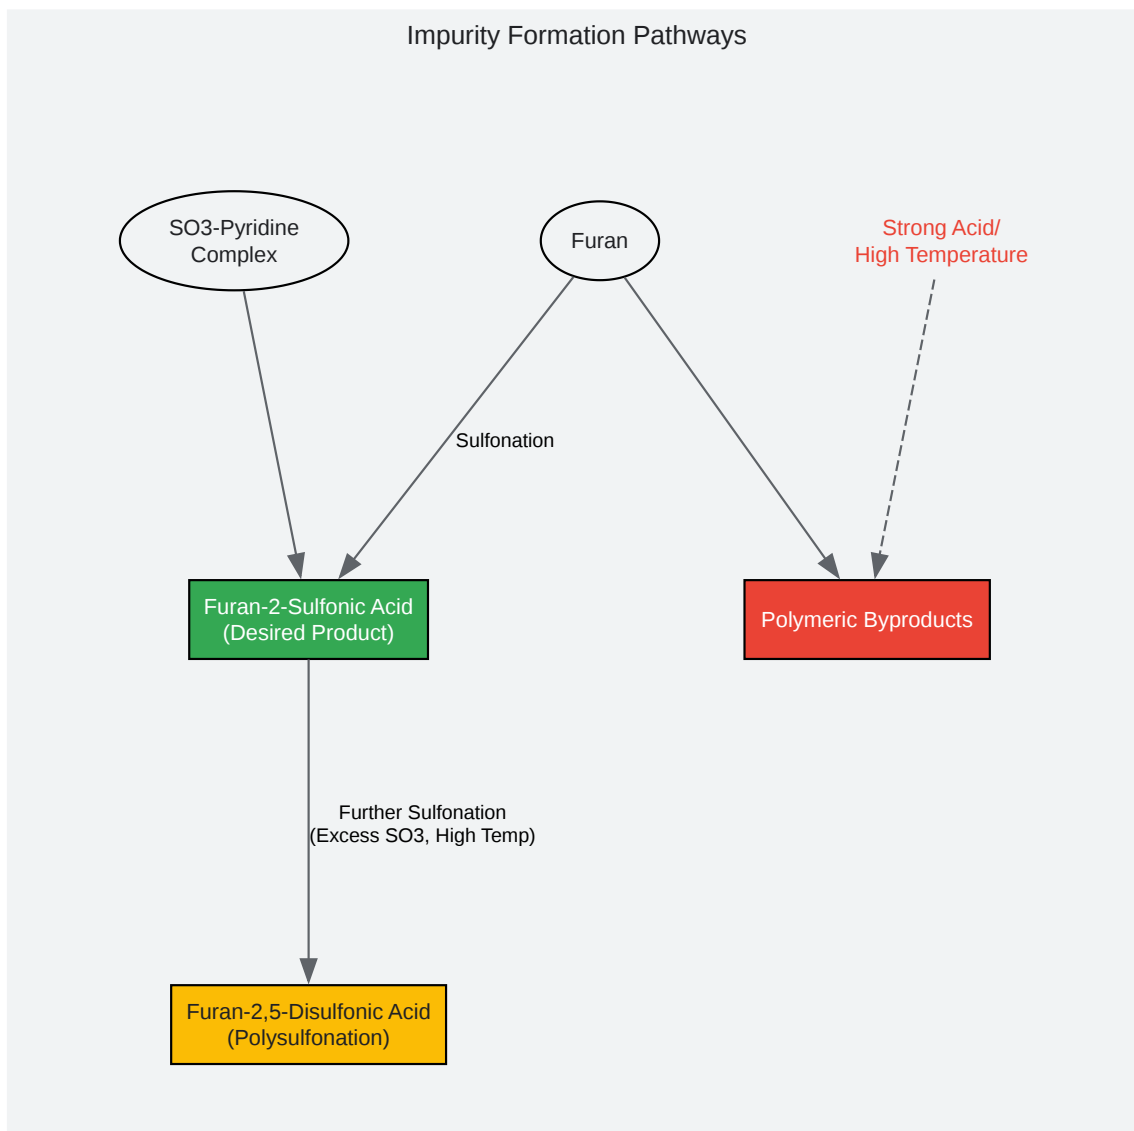 Impurity Formation Pathways
SO3-Pyridine
Complex
Furan
Strong Acid/
High Temperature
Sulfonation
Furan-2-Sulfonic Acid
(Desired Product)
Polymeric Byproducts
Further Sulfonation
(Excess SO3, High Temp)
Furan-2,5-Disulfonic Acid
(Polysulfonation)